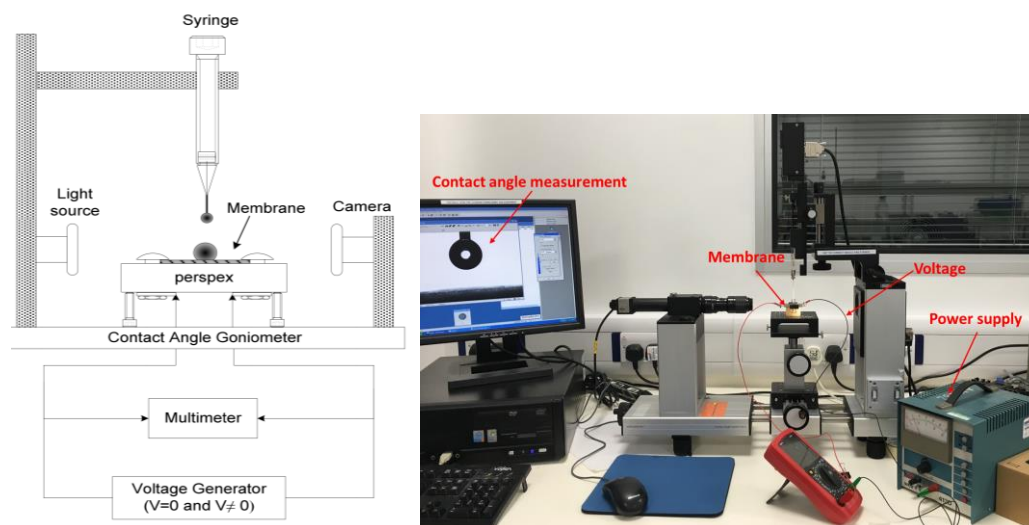 Syringe
Light
source
Membrane
Camera
perspex
Contact Angle Goniometer
Multimeter
Voltage Generator
(V=0 and V≠ 0)
Contact angle measurement
Membrane
Voltage
Power supply